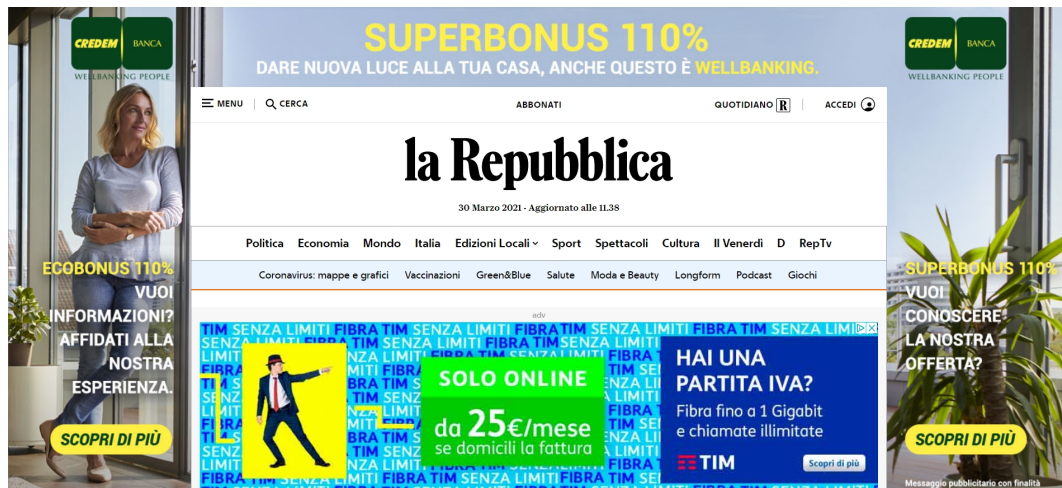 CREDEM BANCA
WELLBANKING PEOPLE
SUPERBONUS 110%
DARE NUOVA LUCE ALLA TUA CASA, ANCHE QUESTO È WELLBANKING.
CREDEM BANCA
WELLBANKING PEOPLE
MENU
CERCA
ABBONATI
QUOTIDIANO R
ACCEDI
la Repubblica
30 Marzo 2021 - Aggiornato alle 11.38
Politica Economia Mondo Italia Edizioni Locali Sport Spettacoli Cultura Il Venerdì D RepTv
Coronavirus: mappe e grafici Vaccinazioni Green&Blue Salute Moda e Beauty Longform Podcast Giochi
ECOBONUS 110%
VUOI
INFORMAZIONI?
AFFIDATI ALLA
NOSTRA
ESPERIENZA.
SCOPRI DI PIÙ
adv
TIM SENZA LIMITI FIBRA TIM SENZA LIMITI FIBRA TIM SENZA LIMITI FIBRA TIM SENZA
SOLO ONLINE
da 25€/mese
se domicili la fattura
HAI UNA
PARTITA IVA?
Fibra fino a 1 Gigabit
e chiamate illimitate
TIM
Scopri di più
SUPERBONUS 110%
VUOI
CONOSCERE
LA NOSTRA
OFFERTA?
SCOPRI DI PIÙ
Messaggio pubblicitario con finalità